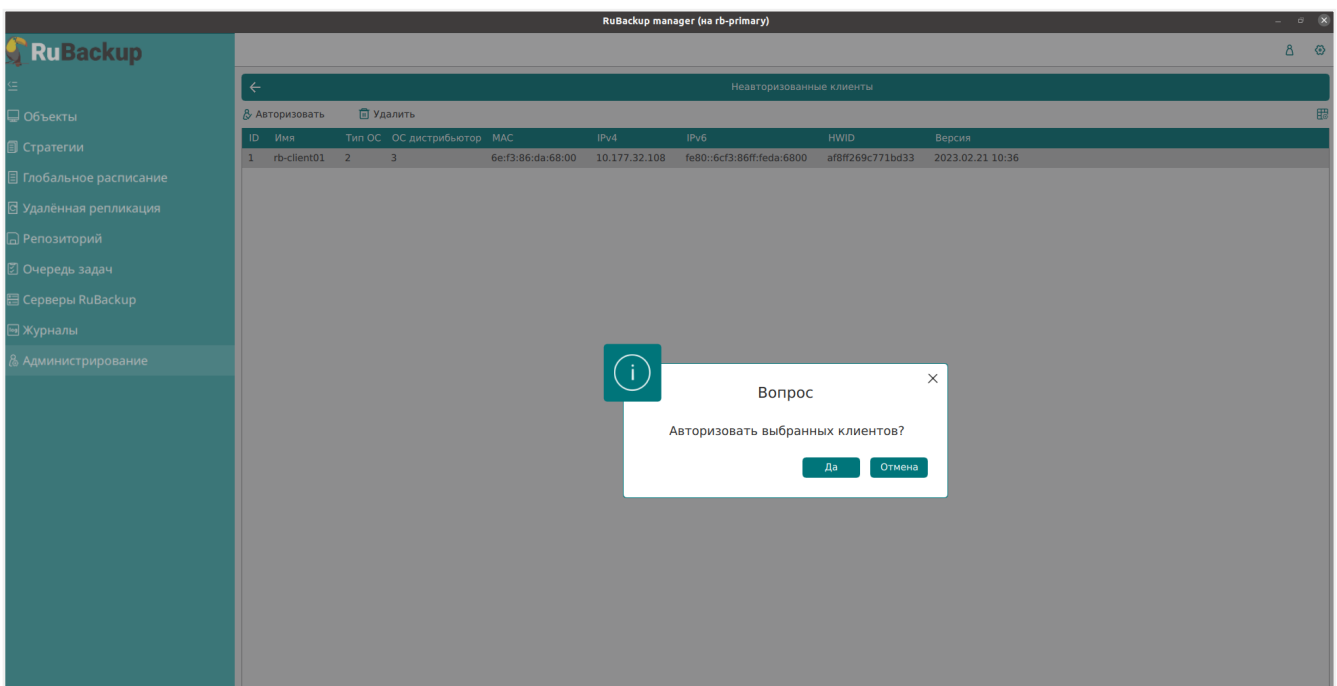 RuBackup manager (на rb-primary)
RuBackup
Неавторизованные клиенты
Объекты
Стратегии
Глобальное расписание
Удалённая репликация
Репозиторий
Очередь задач
Серверы RuBackup
Журналы
Администрирование
Авторизовать Удалить
ID Имя Тип ОС ОС дистрибьютор MAC IPv4 IPv6 HWID Версия
1 rb-client01 2 3 6e:f3:86:da:68:00 10.177.32.108 fe80::6cf3:86ff:feda:6800 af8ff269c771bd33 2023.02.21 10:36
Вопрос
Авторизовать выбранных клиентов?
Да Отмена